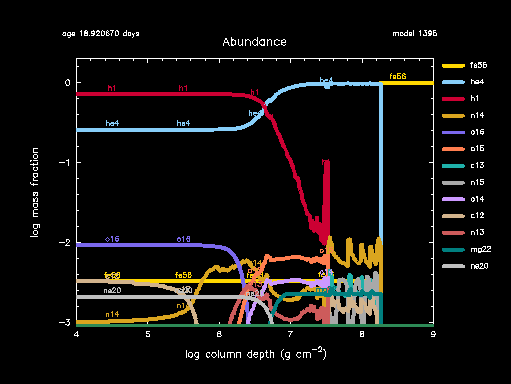 age 18.920670 days
model 1395
Abundance
0
−1
−2
−3
log mass fraction
h1
h1
h1
he4
he4
he4
he4
fe56
o16
o16
fe56
ne20
n14
n14
4
5
6
7
8
9
log column depth (g cm⁻²)
fe56
he4
h1
n14
o16
o15
c13
n15
o14
c12
n13
mg22
ne20